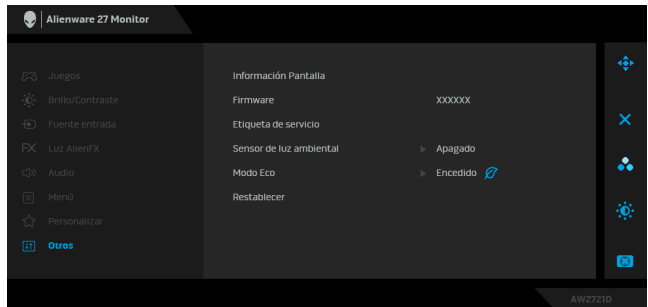 Alienware 27 Monitor
Juegos
Brillo/Contraste
Fuente entrada
Luz AlienFX
Audio
Menú
Personalizar
Otros
Información Pantalla
Firmware XXXXXX
Etiqueta de servicio
Sensor de luz ambiental Apagado
Modo Eco Encedido
Restablecer
AW2721D